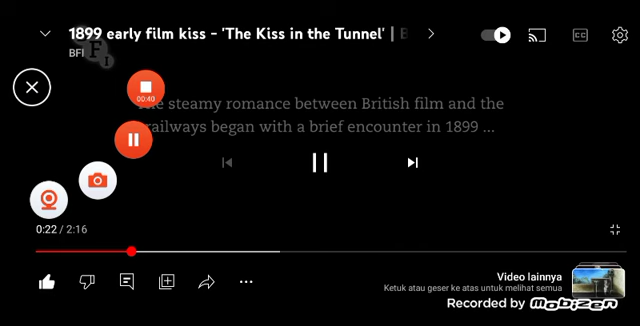 1899 early film kiss - 'The Kiss in the Tunnel' | B
BFI
FI
00:40
The steamy romance between British film and the
railways began with a brief encounter in 1899 ...
CC
0:22 / 2:16
Video lainnya
Ketuk atau geser ke atas untuk melihat semua
Recorded by Mobizen